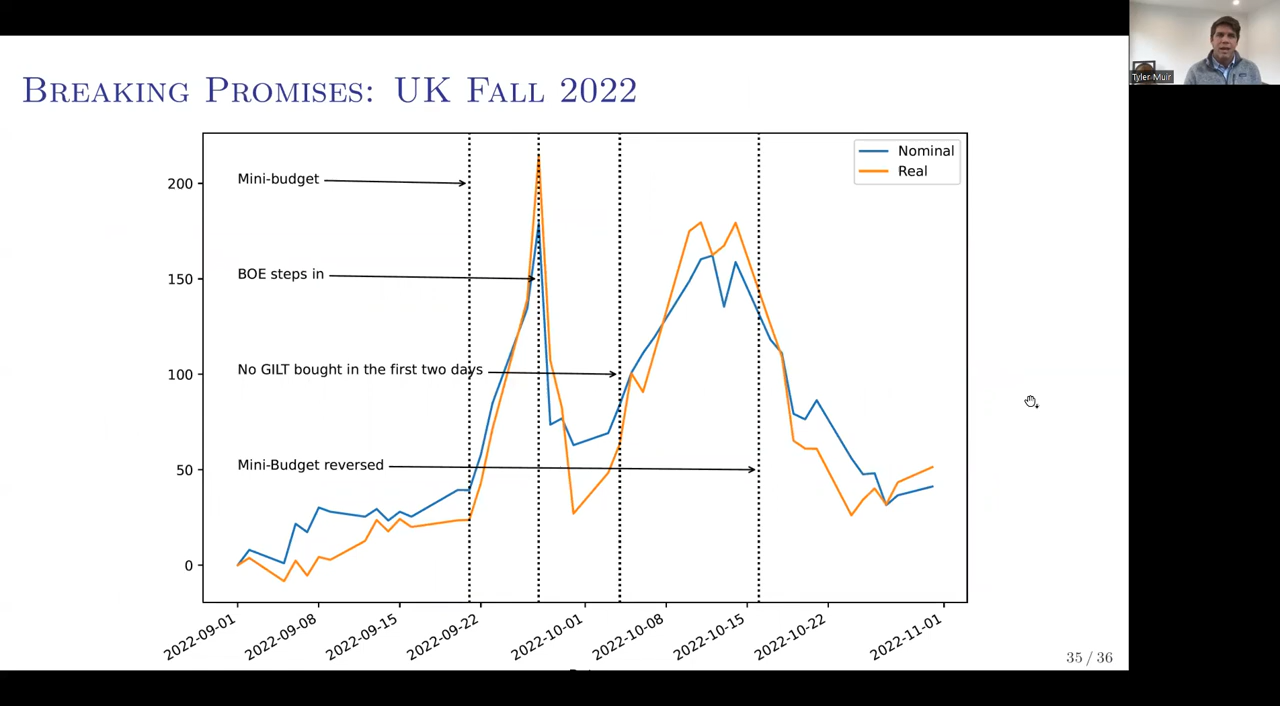 Tyler Muir
BREAKING PROMISES: UK FALL 2022
Nominal
Real
Mini-budget
BOE steps in
No GILT bought in the first two days
Mini-Budget reversed
200
150
100
50
0
2022-09-01
2022-09-08
2022-09-15
2022-09-22
2022-10-01
2022-10-08
2022-10-15
2022-10-22
2022-11-01
35 / 36